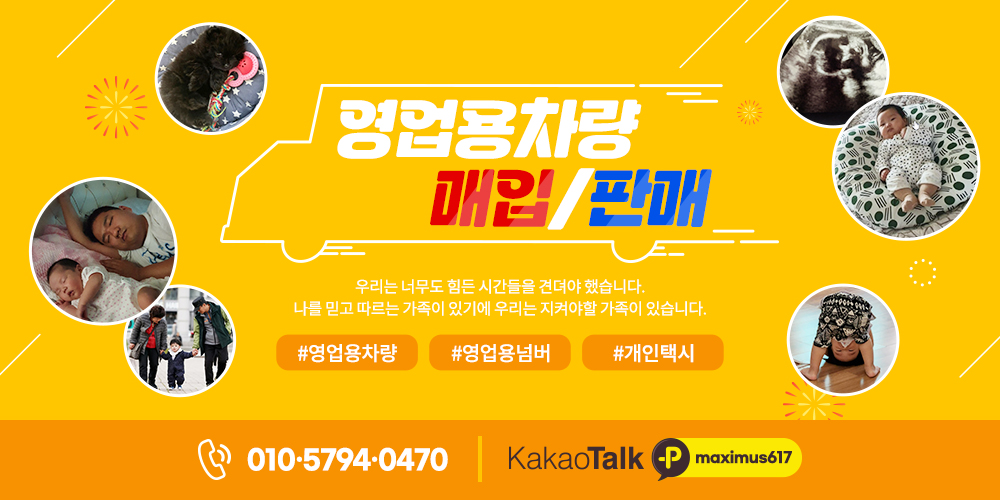 영업용차량
매입/판매
우리는 너무도 힘든 시간들을 견뎌야 했습니다.
나를 믿고 따르는 가족이 있기에 우리는 지켜야할 가족이 있습니다.
#영업용차량 #영업용넘버 #개인택시
010·5794·0470 KakaoTalk P maximus617